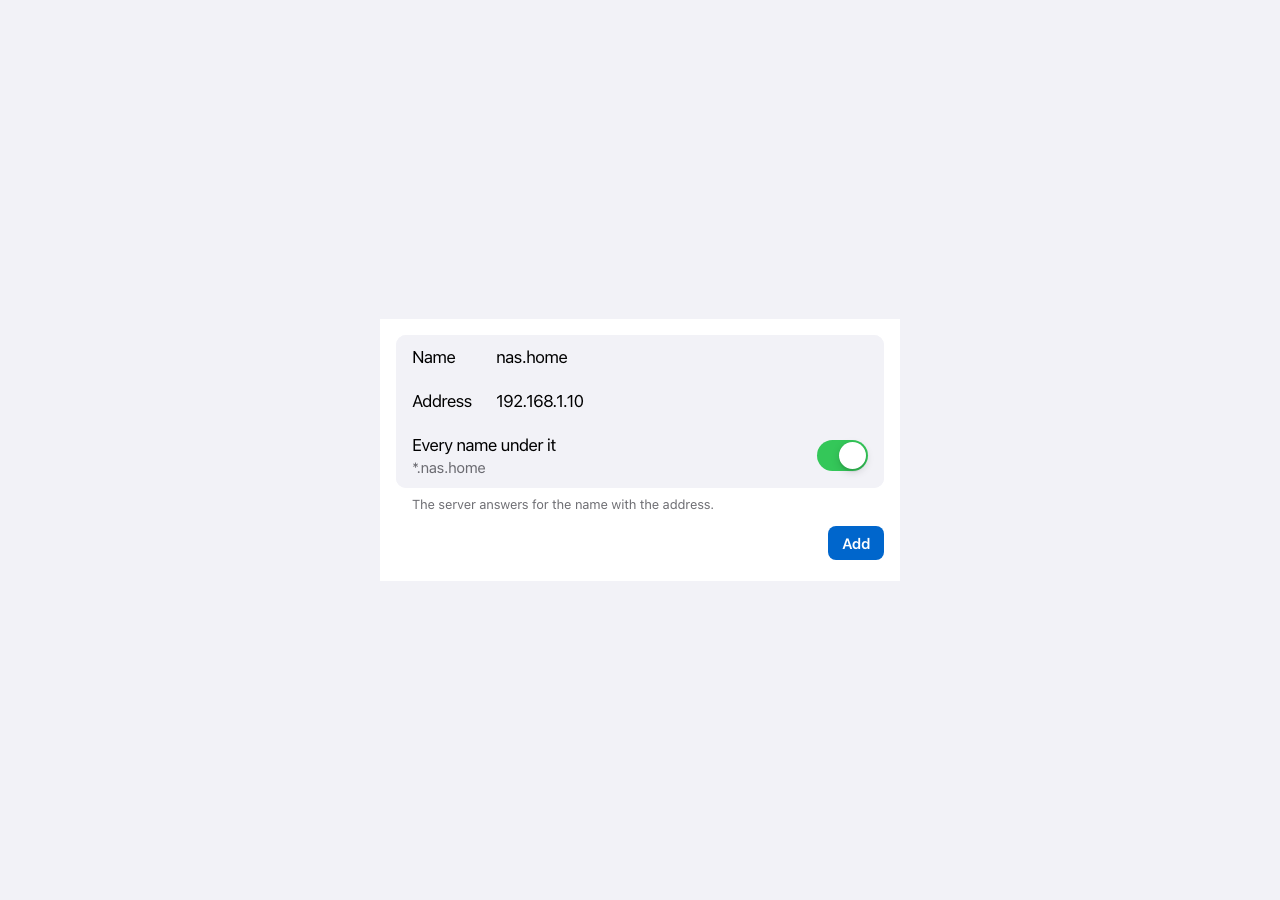 Name nas.home
Address 192.168.1.10
Every name under it
*.nas.home
The server answers for the name with the address.
Add